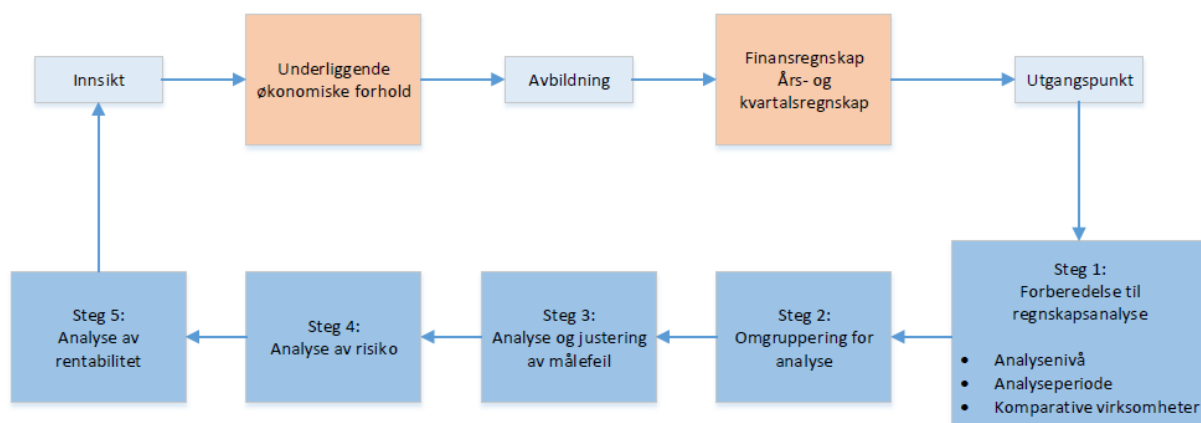 Innsikt
Underliggende
økonomiske forhold
Avbildning
Finansregnskap
Års- og
kvartalsregnskap
Utgangspunkt
Steg 1:
Forberedelse til
regnskapsanalyse
• Analysenivå
• Analyseperiode
• Komparative virksomheter
Steg 2:
Omgruppering for
analyse
Steg 3:
Analyse og justering
av målefeil
Steg 4:
Analyse av risiko
Steg 5:
Analyse av
rentabilitet